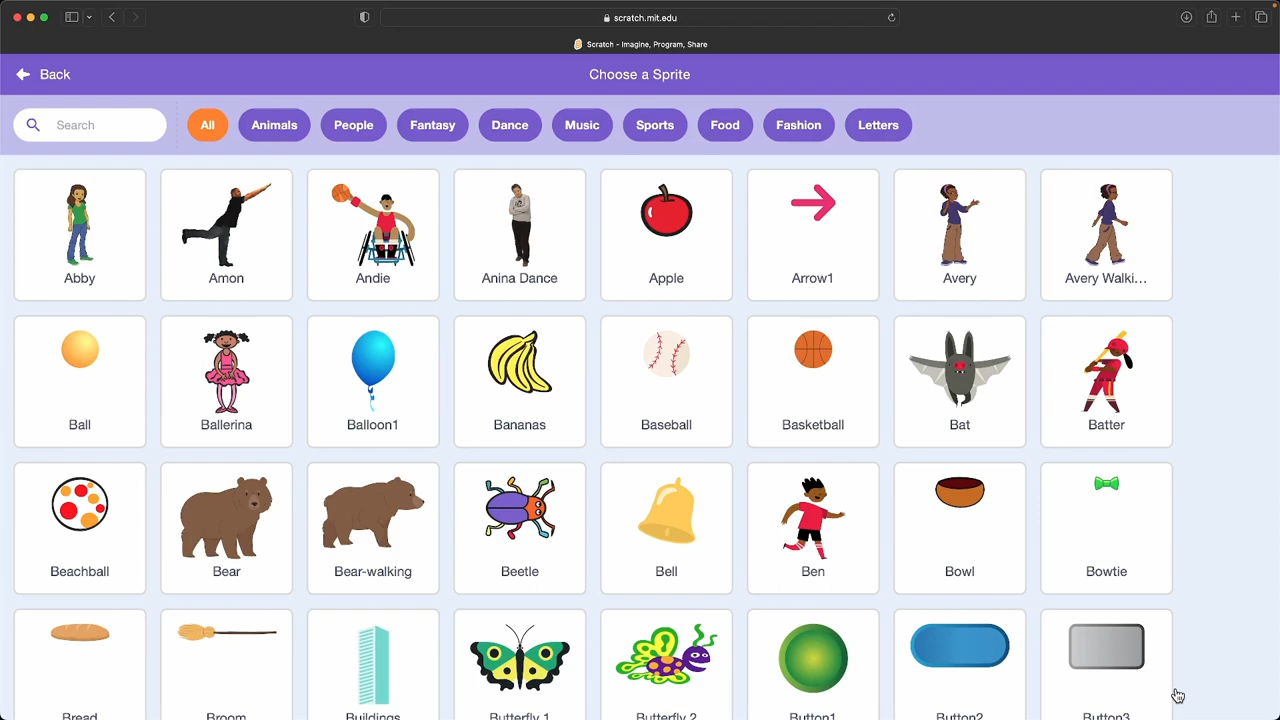 scratch.mit.edu
Scratch - Imagine, Program, Share
Back
Choose a Sprite
Search
All
Animals
People
Fantasy
Dance
Music
Sports
Food
Fashion
Letters
Abby
Amon
Andie
Anina Dance
Apple
Arrow1
Avery
Avery Walki...
Ball
Ballerina
Balloon1
Bananas
Baseball
Basketball
Bat
Batter
Beachball
Bear
Bear-walking
Beetle
Bell
Ben
Bowl
Bowtie
Bread
Broom
Buildings
Butterfly 1
Butterfly 2
Button1
Button2
Button3